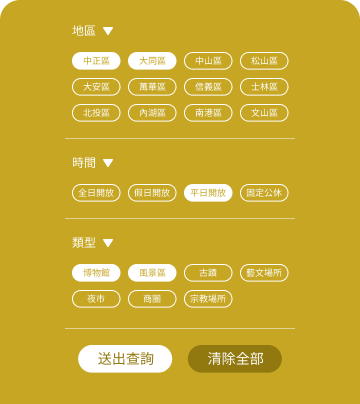 地區
中正區 大同區 中山區 松山區
大安區 萬華區 信義區 士林區
北投區 內湖區 南港區 文山區
時間
全日開放 假日開放 平日開放 固定公休
類型
博物館 風景區 古蹟 藝文場所
夜市 商圈 宗教場所
送出查詢 清除全部